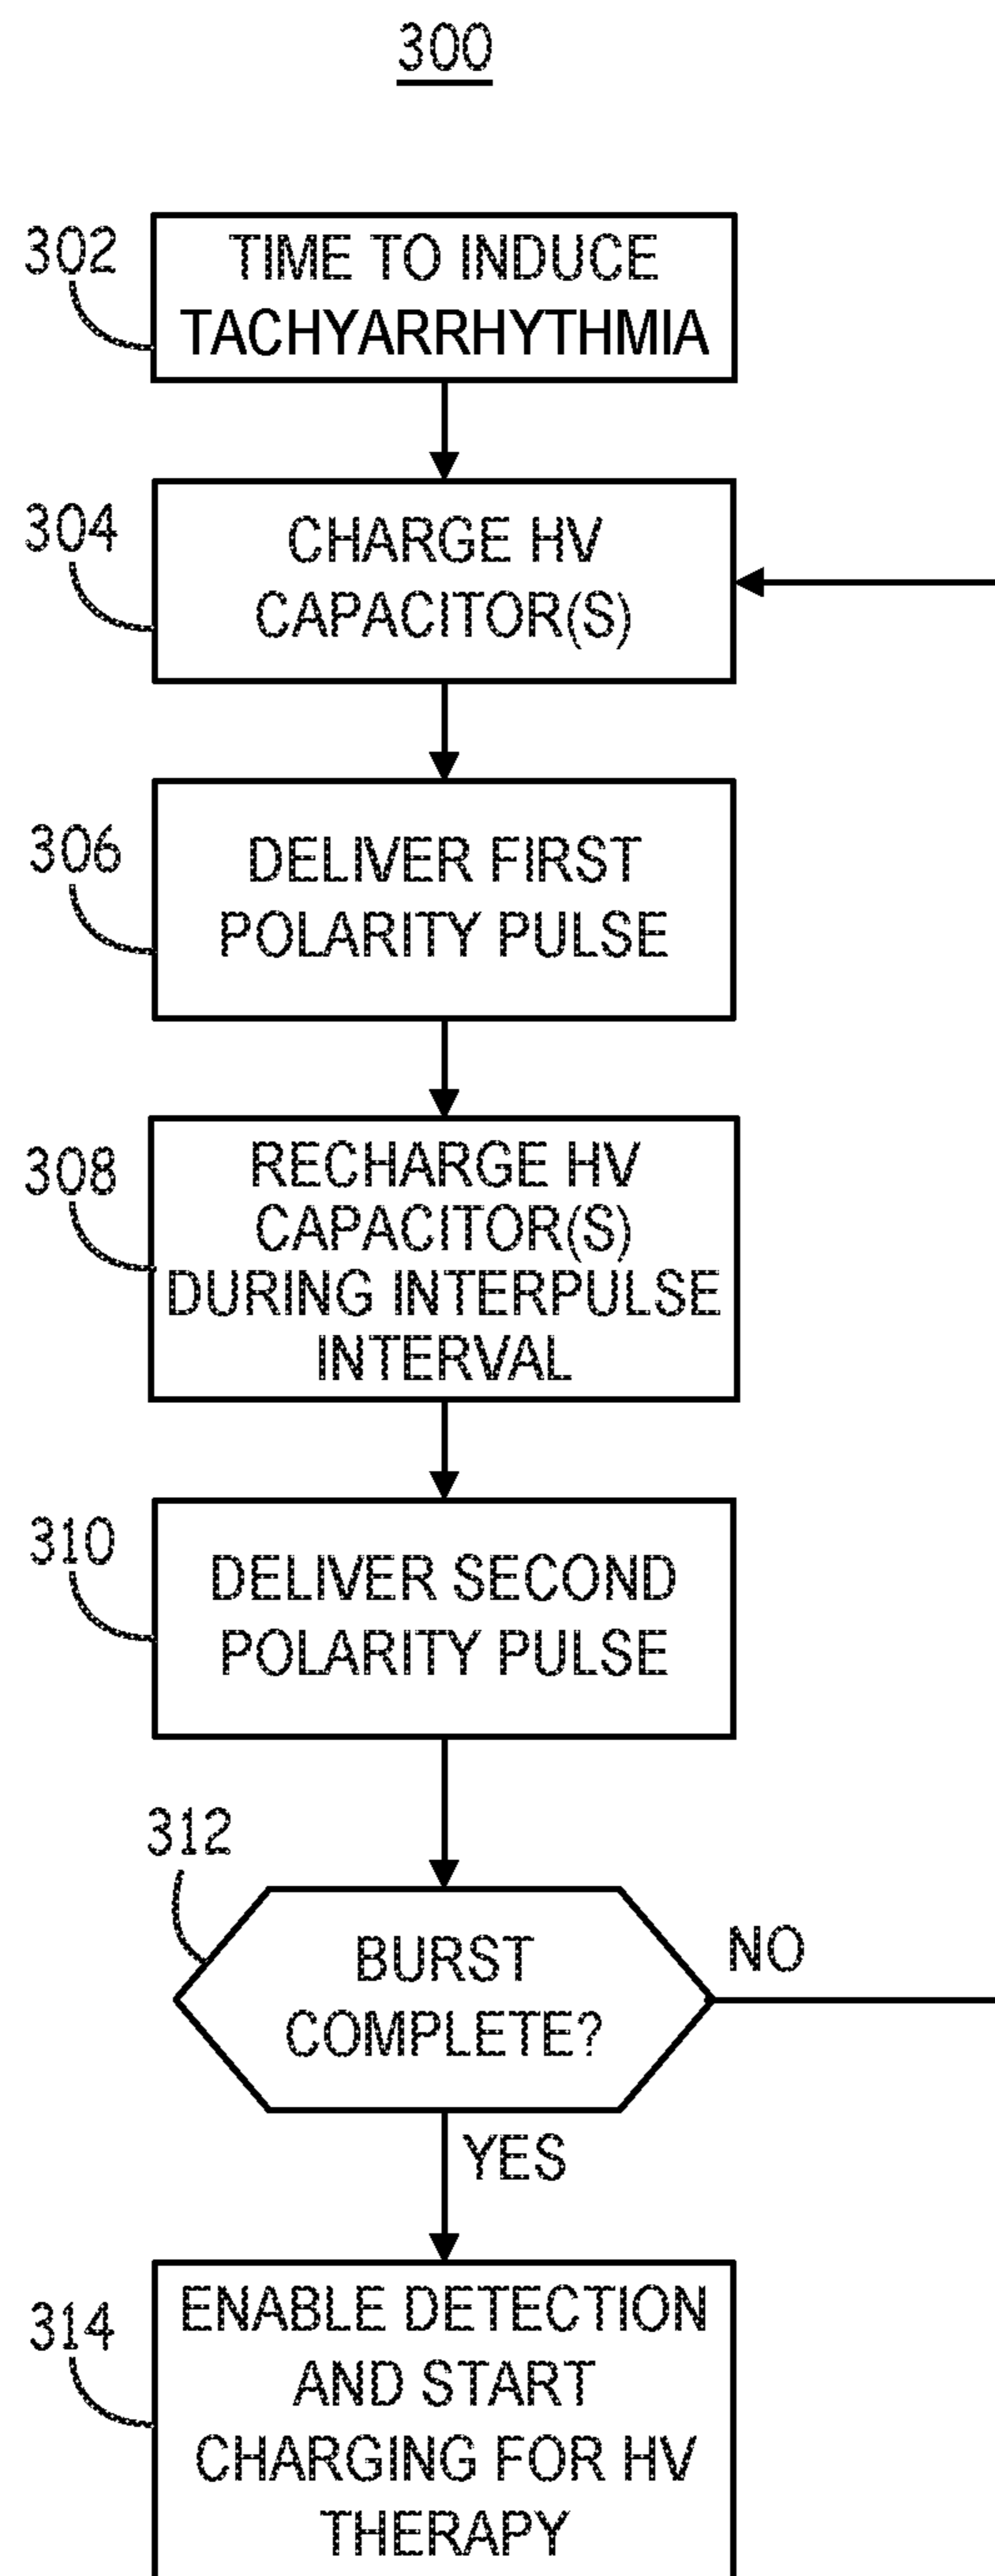 300
302
TIME TO INDUCE
TACHYARRHYTHMIA
304
CHARGE HV
CAPACITOR(S)
306
DELIVER FIRST
POLARITY PULSE
308
RECHARGE HV
CAPACITOR(S)
DURING INTERPULSE
INTERVAL
310
DELIVER SECOND
POLARITY PULSE
312
BURST
COMPLETE?
NO
YES
314
ENABLE DETECTION
AND START
CHARGING FOR HV
THERAPY